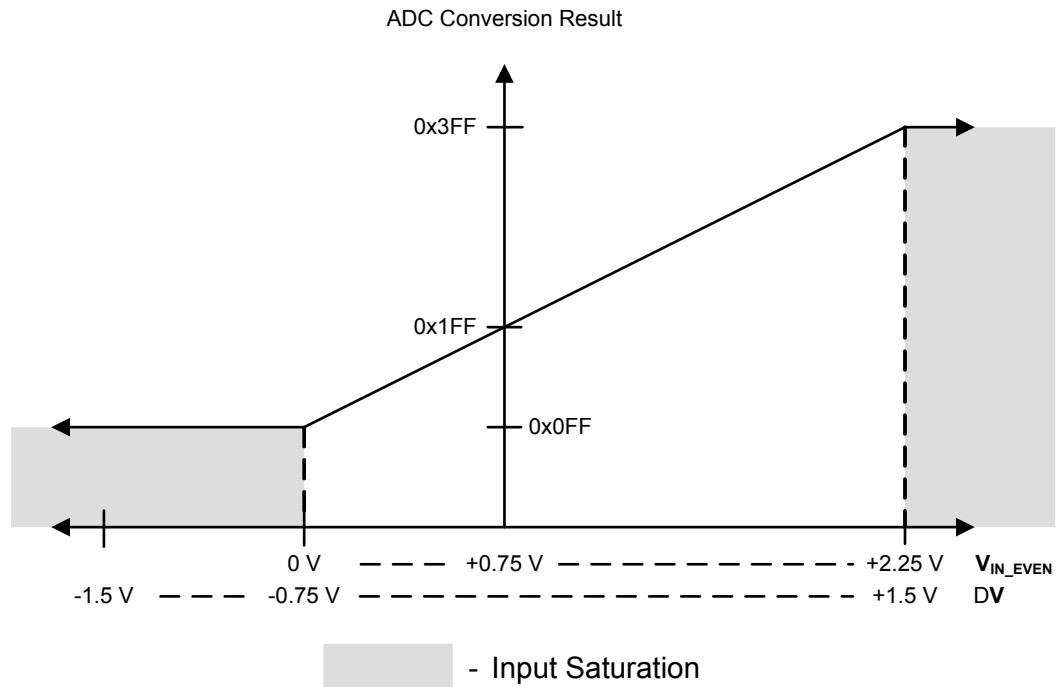 ADC Conversion Result
0x3FF
0x1FF
0x0FF
0 V +0.75 V +2.25 V VIN_EVEN
-1.5 V -0.75 V +1.5 V DV
- Input Saturation